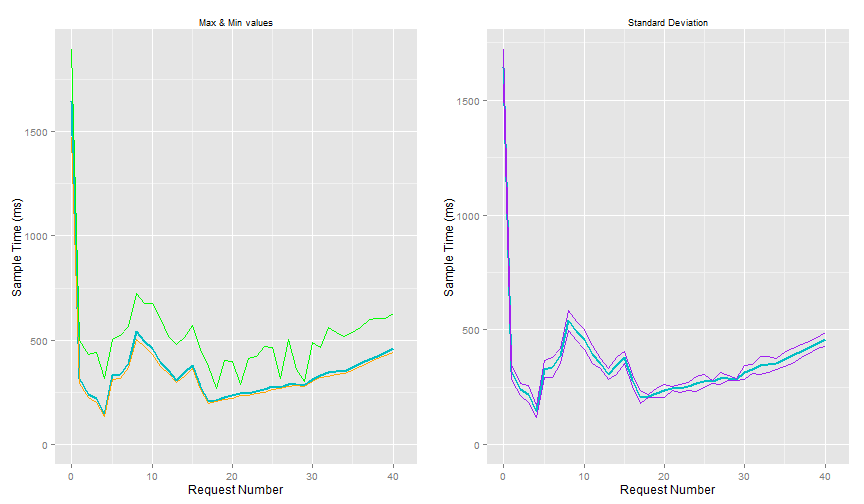 Max & Min values
Sample Time (ms)
1500
1000
500
0
0 10 20 30 40
Request Number
Standard Deviation
Sample Time (ms)
1500
1000
500
0
0 10 20 30 40
Request Number